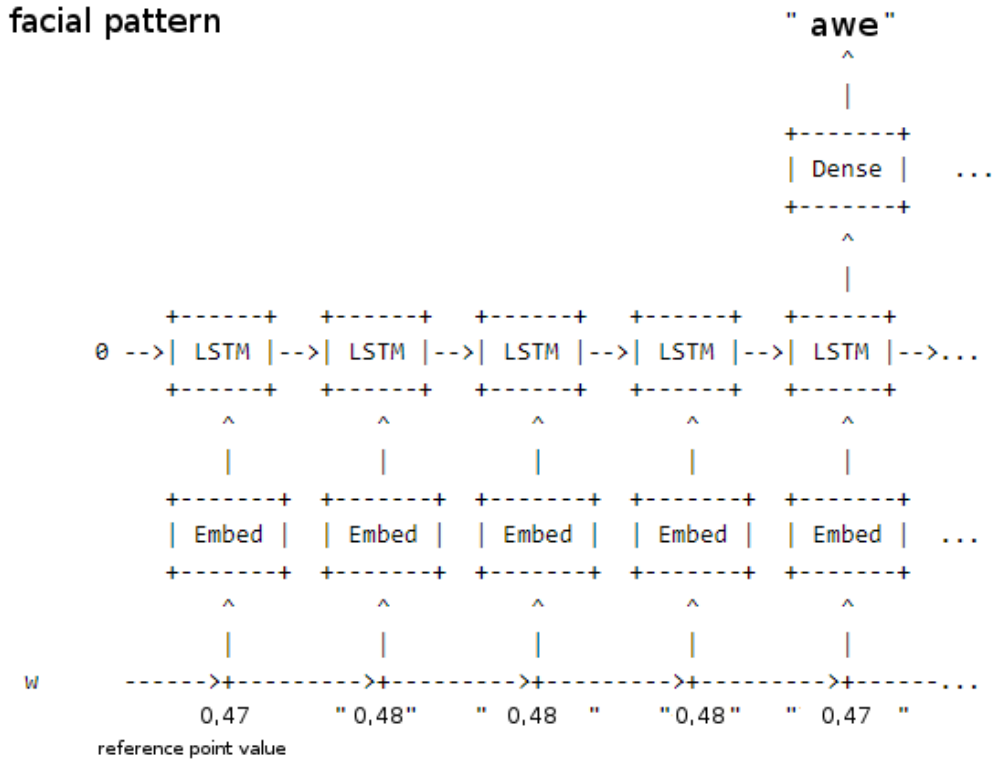 facial pattern " awe "
^
|
+-------+
| Dense | ...
+-------+
^
|
+------+ +------+ +------+ +------+ +------+
0 -->| LSTM |-->| LSTM |-->| LSTM |-->| LSTM |-->| LSTM |-->...
+------+ +------+ +------+ +------+ +------+
^ ^ ^ ^ ^
| | | | |
+-------+ +-------+ +-------+ +-------+ +-------+
| Embed | | Embed | | Embed | | Embed | | Embed | ...
+-------+ +-------+ +-------+ +-------+ +-------+
^ ^ ^ ^ ^
| | | | |
w ------>+--------->+--------->+--------->+--------->+------...
0,47 "0,48" " 0,48 " "0,48" " 0,47 "
reference point value